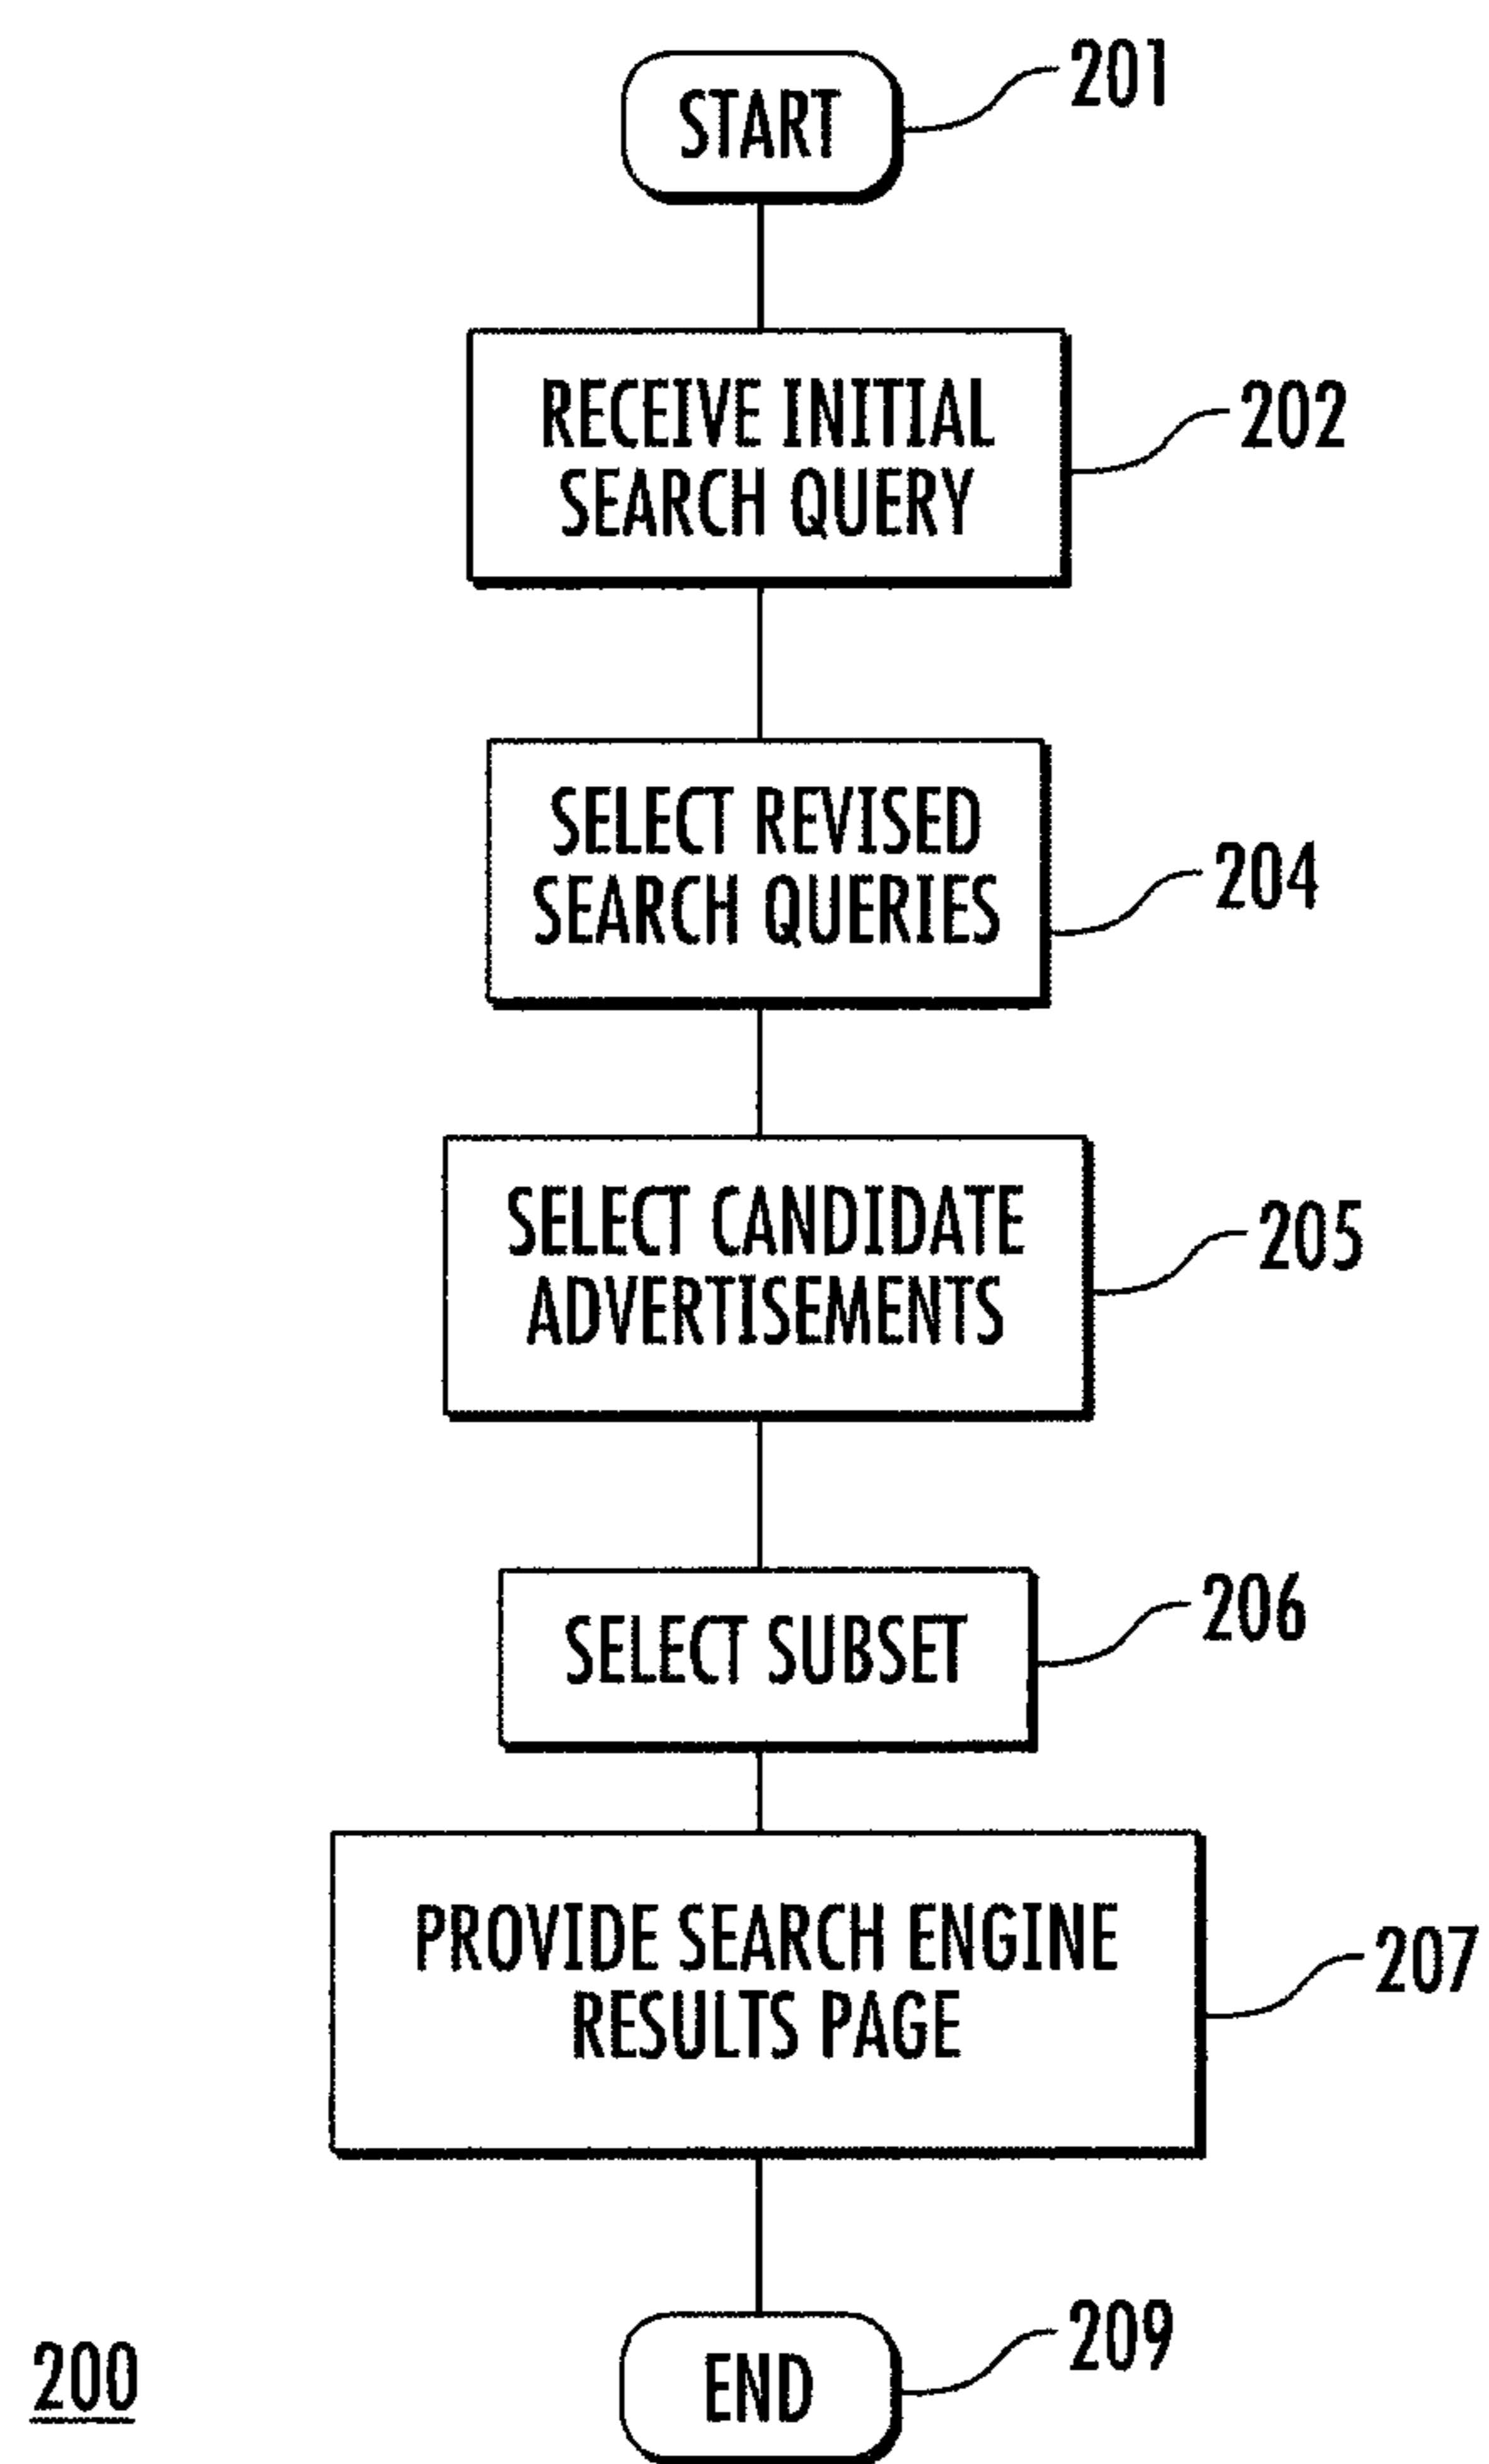 START
201
RECEIVE INITIAL
SEARCH QUERY
202
SELECT REVISED
SEARCH QUERIES
204
SELECT CANDIDATE
ADVERTISEMENTS
205
SELECT SUBSET
206
PROVIDE SEARCH ENGINE
RESULTS PAGE
207
END
209
200